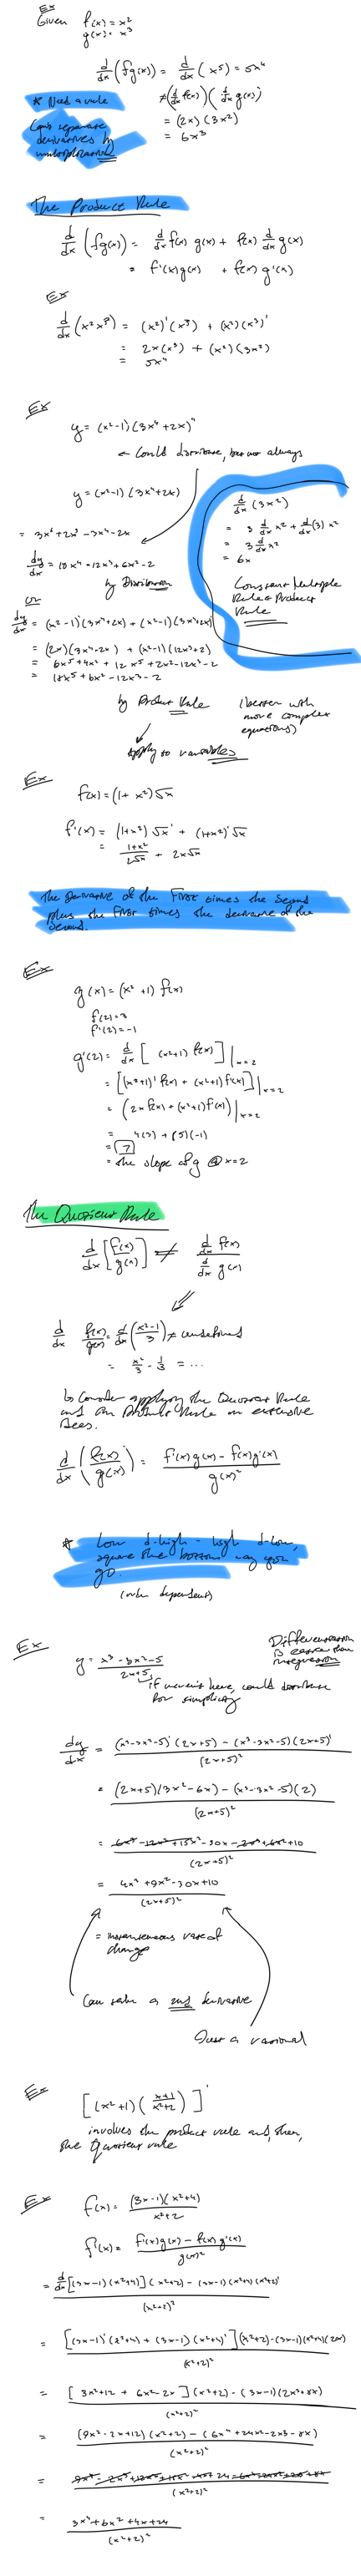 Ex
Given f(x) = x²
g(x) = x³
d/dx (fg(x)) = d/dx (x⁵) = 5x⁴
≠ (d/dx f(x)) (d/dx g(x))
= (2x)(3x²)
= 6x³
* Need a rule
Can't separate
derivatives by
multiplication
The Product Rule
d/dx (fg(x)) = d/dx f(x) g(x) + f(x) d/dx g(x)
= f'(x)g(x) + f(x) g'(x)
Ex
d/dx (x²x³) = (x²)'(x³) + (x²)(x³)'
= 2x(x³) + (x²)(3x²)
= 5x⁴
Ex
y = (x²-1)(3x⁴+2x)"
← Could distribute, but not always
y = (x²-1)(3x⁴+2x)
= 3x⁶+2x³-3x⁴-2x
dy/dx = 18x⁵-12x³+6x²-2
by Distribution
or
dy/dx = (x²-1)'(3x⁴+2x) + (x²-1)(3x⁴+2x)'
= (2x)(3x⁴+2x) + (x²-1)(12x³+2)
= 6x⁵+4x² + 12x⁵+2x²-12x³-2
= 18x⁵+6x²-12x³-2
d/dx (3x²)
= 3 d/dx x² + d/dx(3) x²
= 3 d/dx x²
= 6x
Constant Multiple
Rule & Product
Rule
by Product Rule (better with
more complex
equations)
Apply to variables
Ex
f(x) = (1+x²)√x
f'(x) = (1+x²)√x' + (1+x²)'√x
= (1+x²)/(2√x) + 2x√x
The derivative of the First times the Second
plus the First times the derivative of the
Second.
Ex
g(x) = (x²+1) f(x)
f(2)=3
f'(2)=-1
g'(2) = d/dx [(x²+1) f(x)] |x=2
= [(x²+1)' f(x) + (x²+1)f'(x)] |x=2
= (2x f(x) + (x²+1)f'(x)) |x=2
= 4(3) + (5)(-1)
= 7
= the slope of g @ x=2
The Quotient Rule
d/dx [f(x)/g(x)] ≠ (d/dx f(x))/(d/dx g(x))
d/dx f(x)/g(x) = d/dx ((x²-1)/3) ≠ undefined
= x²/3 - 1/3 = ...
↳ Consider applying the Quotient Rule
and the Product Rule on
d/dx (f(x)/g(x)) = (f'(x)g(x) - f(x)g'(x))/g(x)²
* Low d-high - high d-low,
square the bottom way you
go.
(order dependent)
Ex
y = (x³-3x²-5)/(2x+5)
if weren't here, could distribute
for simplicity
Differentiation
is easier than
integration
dy/dx = ((x³-3x²-5)'(2x+5) - (x³-3x²-5)(2x+5)')/(2x+5)²
= ((2x+5)(3x²-6x) - (x³-3x²-5)(2))/(2x+5)²
= (6x³-12x²+15x²-30x-2x³+6x²+10)/(2x+5)²
= (4x³+9x²-30x+10)/(2x+5)²
= instantaneous rate of
change
Can take a 2nd derivative
Just a rational
Ex
[(x²+1)((x+1)/(x²+2))]'
involves the product rule and, then,
the Quotient rule
Ex
f(x) = (3x-1)(x²+4)/(x²+2)
f'(x) = (f'(x)g(x) - f(x)g'(x))/g(x)²
= (d/dx[(3x-1)(x²+4)](x²+2) - (3x-1)(x²+4)(x²+2)')/(x²+2)²
= ([(3x-1)'(x²+4) + (3x-1)(x²+4)'](x²+2) - (3x-1)(x²+4)(2x))/(x²+2)²
= ([3x²+12 + 6x²-2x](x²+2) - (3x-1)(2x³+8x))/(x²+2)²
= ((9x²-2x+12)(x²+2) - (6x⁴+24x²-2x³-8x))/(x²+2)²
= (x²+2)²
= (3x⁴+6x²+4x+24)/(x²+2)²